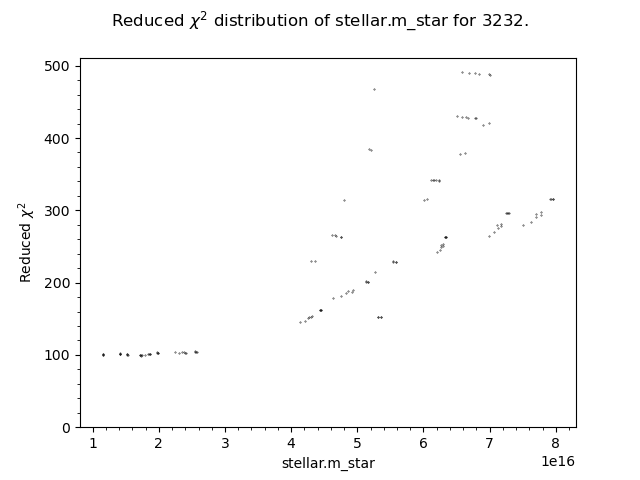 Reduced χ² distribution of stellar.m_star for 3232.
500
400
300
200
100
0
Reduced χ²
1 2 3 4 5 6 7 8
1e16
stellar.m_star